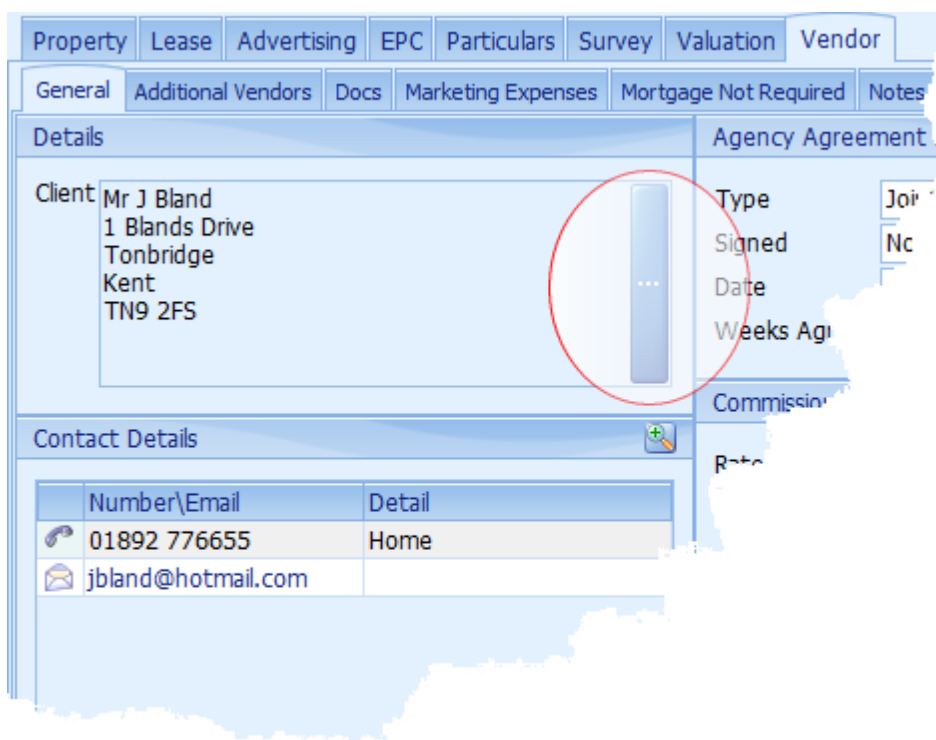 Property Lease Advertising EPC Particulars Survey Valuation Vendor
General Additional Vendors Docs Marketing Expenses Mortgage Not Required Notes
Details
Client Mr J Bland
1 Blands Drive
Tonbridge
Kent
TN9 2FS
...
Contact Details
Number\Email Detail
01892 776655 Home
jbland@hotmail.com
Agency Agreement
Type
Signed
Date
Weeks